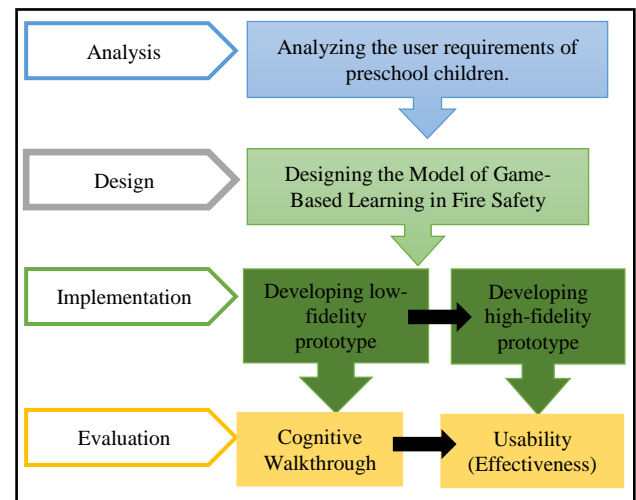 Analysis
Analyzing the user requirements of
preschool children.
Design
Designing the Model of Game-
Based Learning in Fire Safety
Implementation
Developing low-
fidelity
prototype
Developing
high-fidelity
prototype
Evaluation
Cognitive
Walkthrough
Usability
(Effectiveness)